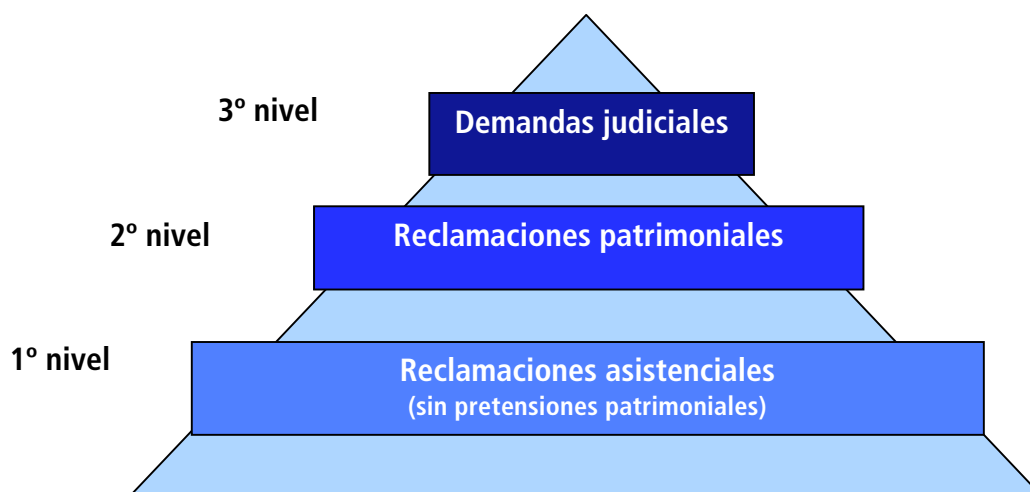 3º nivel
Demandas judiciales
2º nivel
Reclamaciones patrimoniales
1º nivel
Reclamaciones asistenciales
(sin pretensiones patrimoniales)